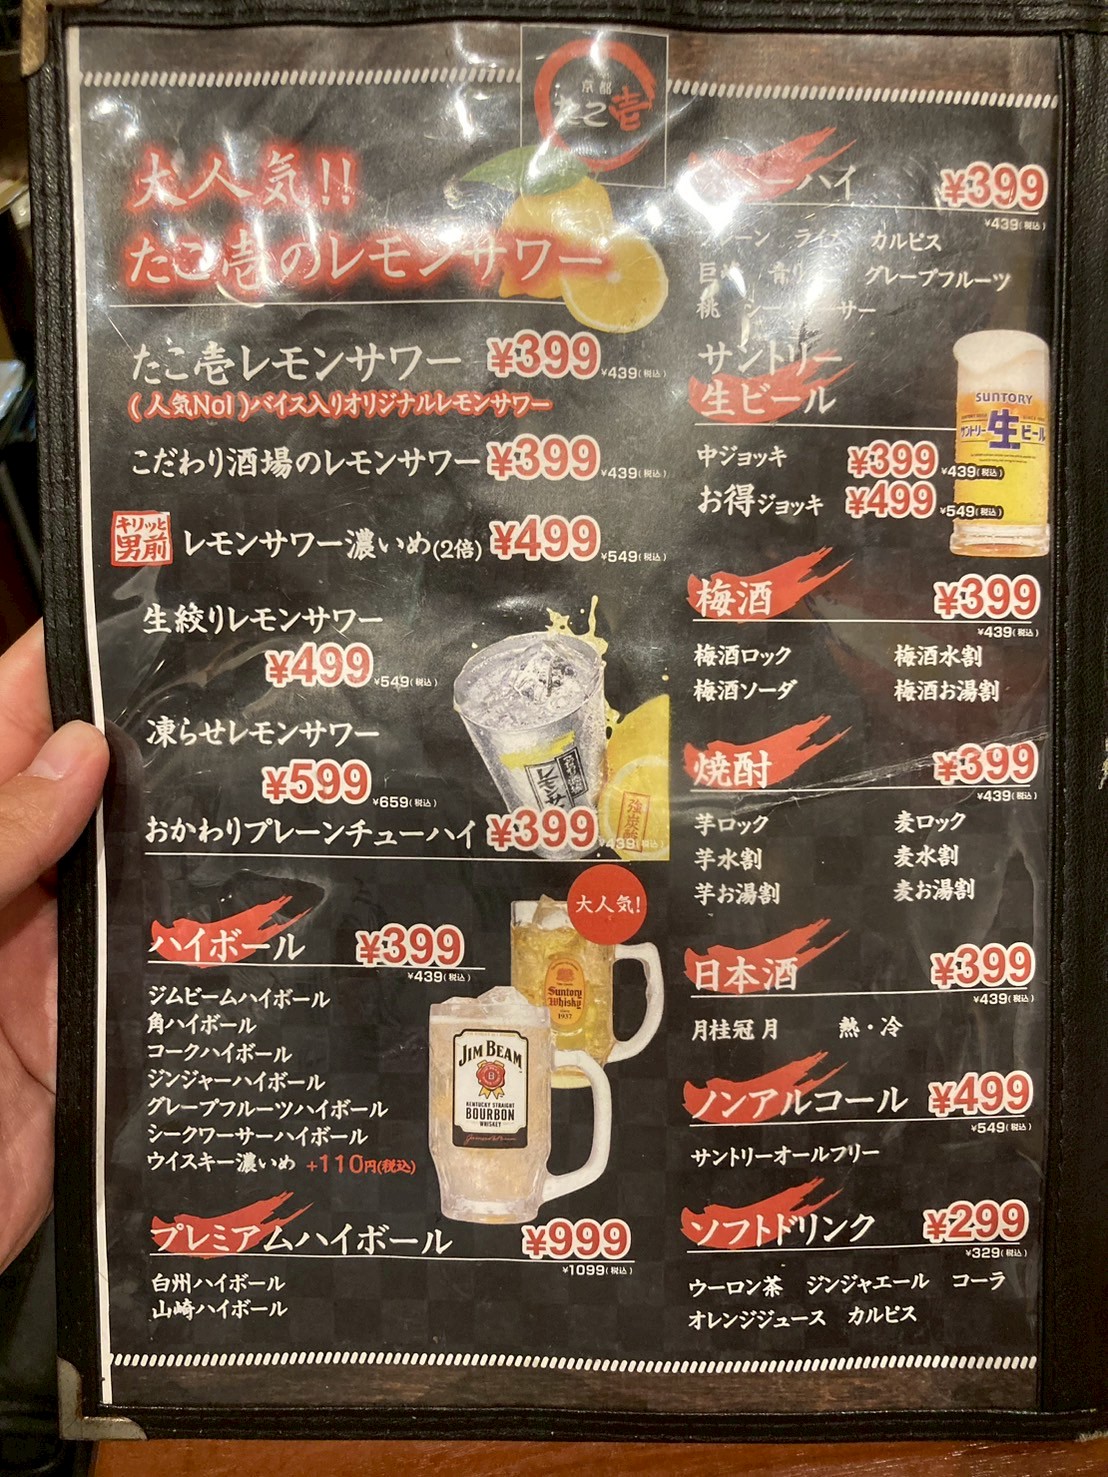 京都
たこ壱
大人気!!
たこ壱のレモンサワー
たこ壱レモンサワー ¥399 ¥439(税込)
(人気No1)バイス入りオリジナルレモンサワー
こだわり酒場のレモンサワー ¥399 ¥439(税込)
キリッと
男前
レモンサワー濃いめ(2倍) ¥499 ¥549(税込)
生絞りレモンサワー
¥499 ¥549(税込)
凍らせレモンサワー
¥599 ¥659(税込)
おかわりプレーンチューハイ ¥399 ¥439(税込)
ハイボール ¥399
¥439(税込)
大人気!
ジムビームハイボール
角ハイボール
コークハイボール
ジンジャーハイボール
グレープフルーツハイボール
シークワーサーハイボール
ウイスキー濃いめ +110円(税込)
Suntory
Whisky
1937
JIM BEAM
KENTUCKY STRAIGHT
BOURBON
WHISKEY
プレミアムハイボール ¥999
¥1099(税込)
白州ハイボール
山崎ハイボール
ーハイ ¥399
¥439(税込)
カルピス
グレープフルーツ
桃
サントリー
生ビール
SUNTORY
サントリー生ビール
中ジョッキ ¥399 ¥439(税込)
お得ジョッキ ¥499 ¥549(税込)
梅酒 ¥399
¥439(税込)
梅酒ロック 梅酒水割
梅酒ソーダ 梅酒お湯割
焼酎 ¥399
¥439(税込)
芋ロック 麦ロック
芋水割 麦水割
芋お湯割 麦お湯割
日本酒 ¥399
¥439(税込)
月桂冠 月 熱・冷
ノンアルコール ¥499
¥549(税込)
サントリーオールフリー
ソフトドリンク ¥299
¥329(税込)
ウーロン茶 ジンジャエール コーラ
オレンジジュース カルピス